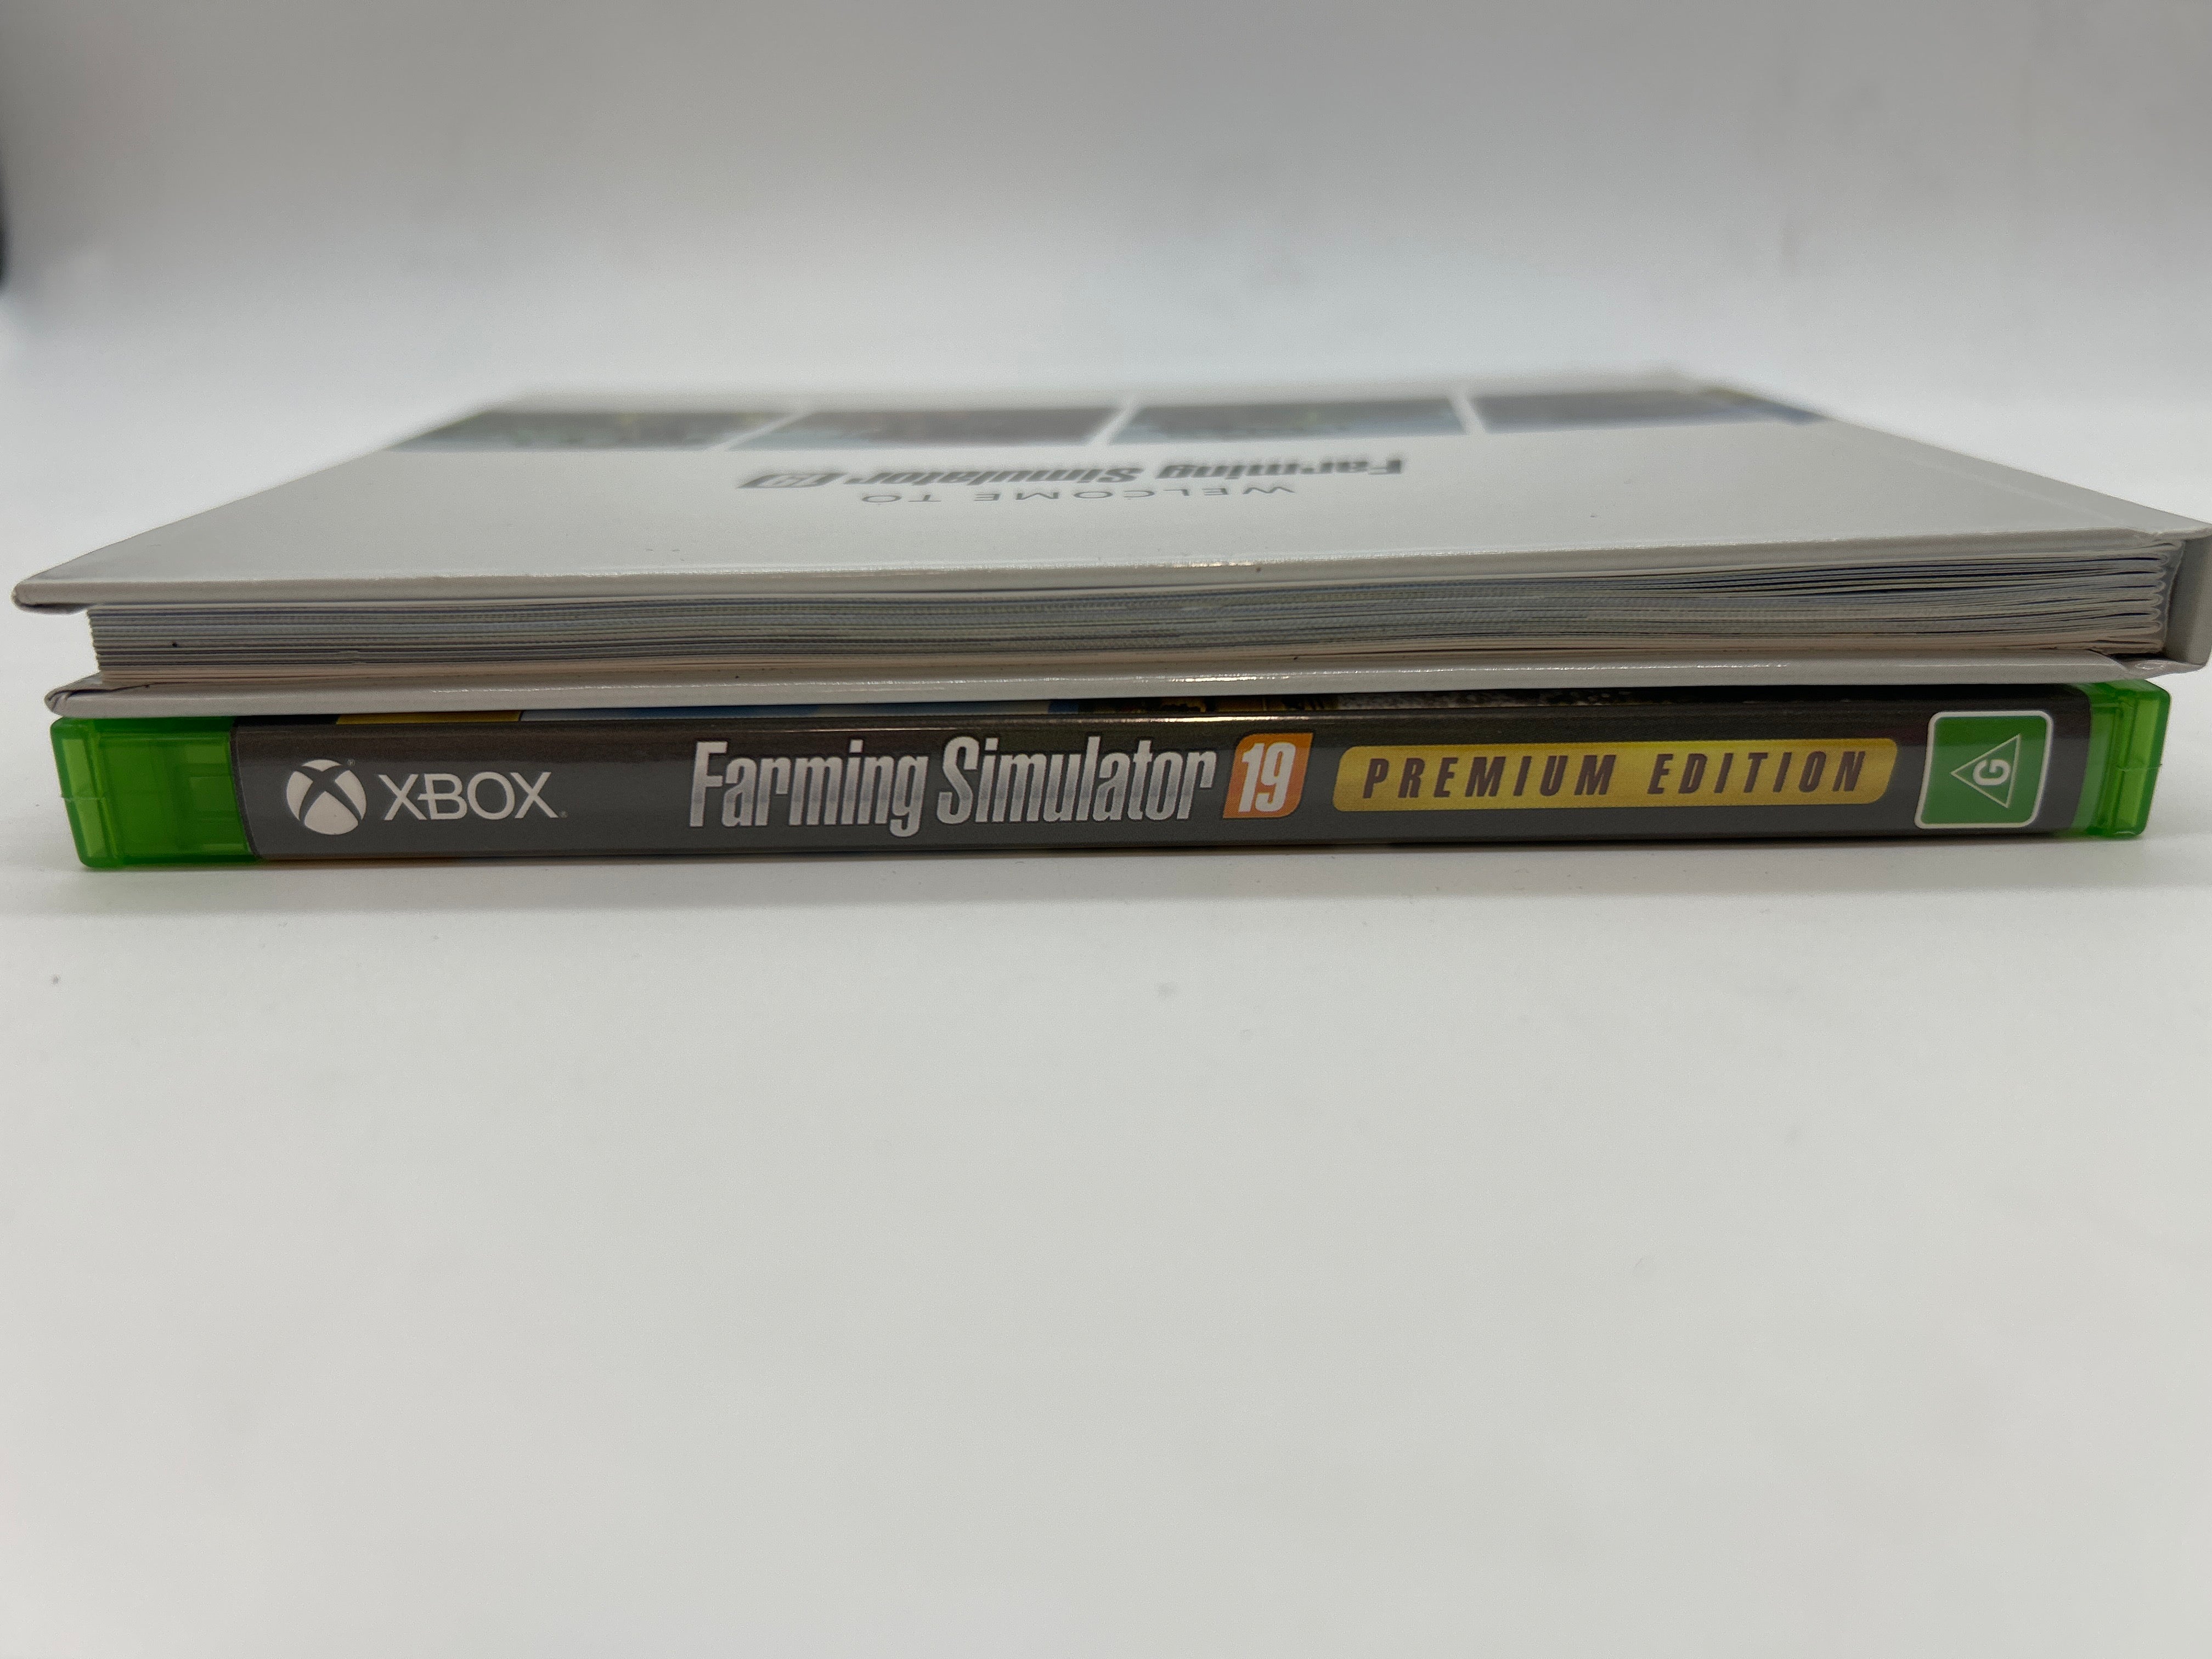 WELCOME TO
Farming Simulator 19
XBOX
Farming Simulator 19 PREMIUM EDITION G